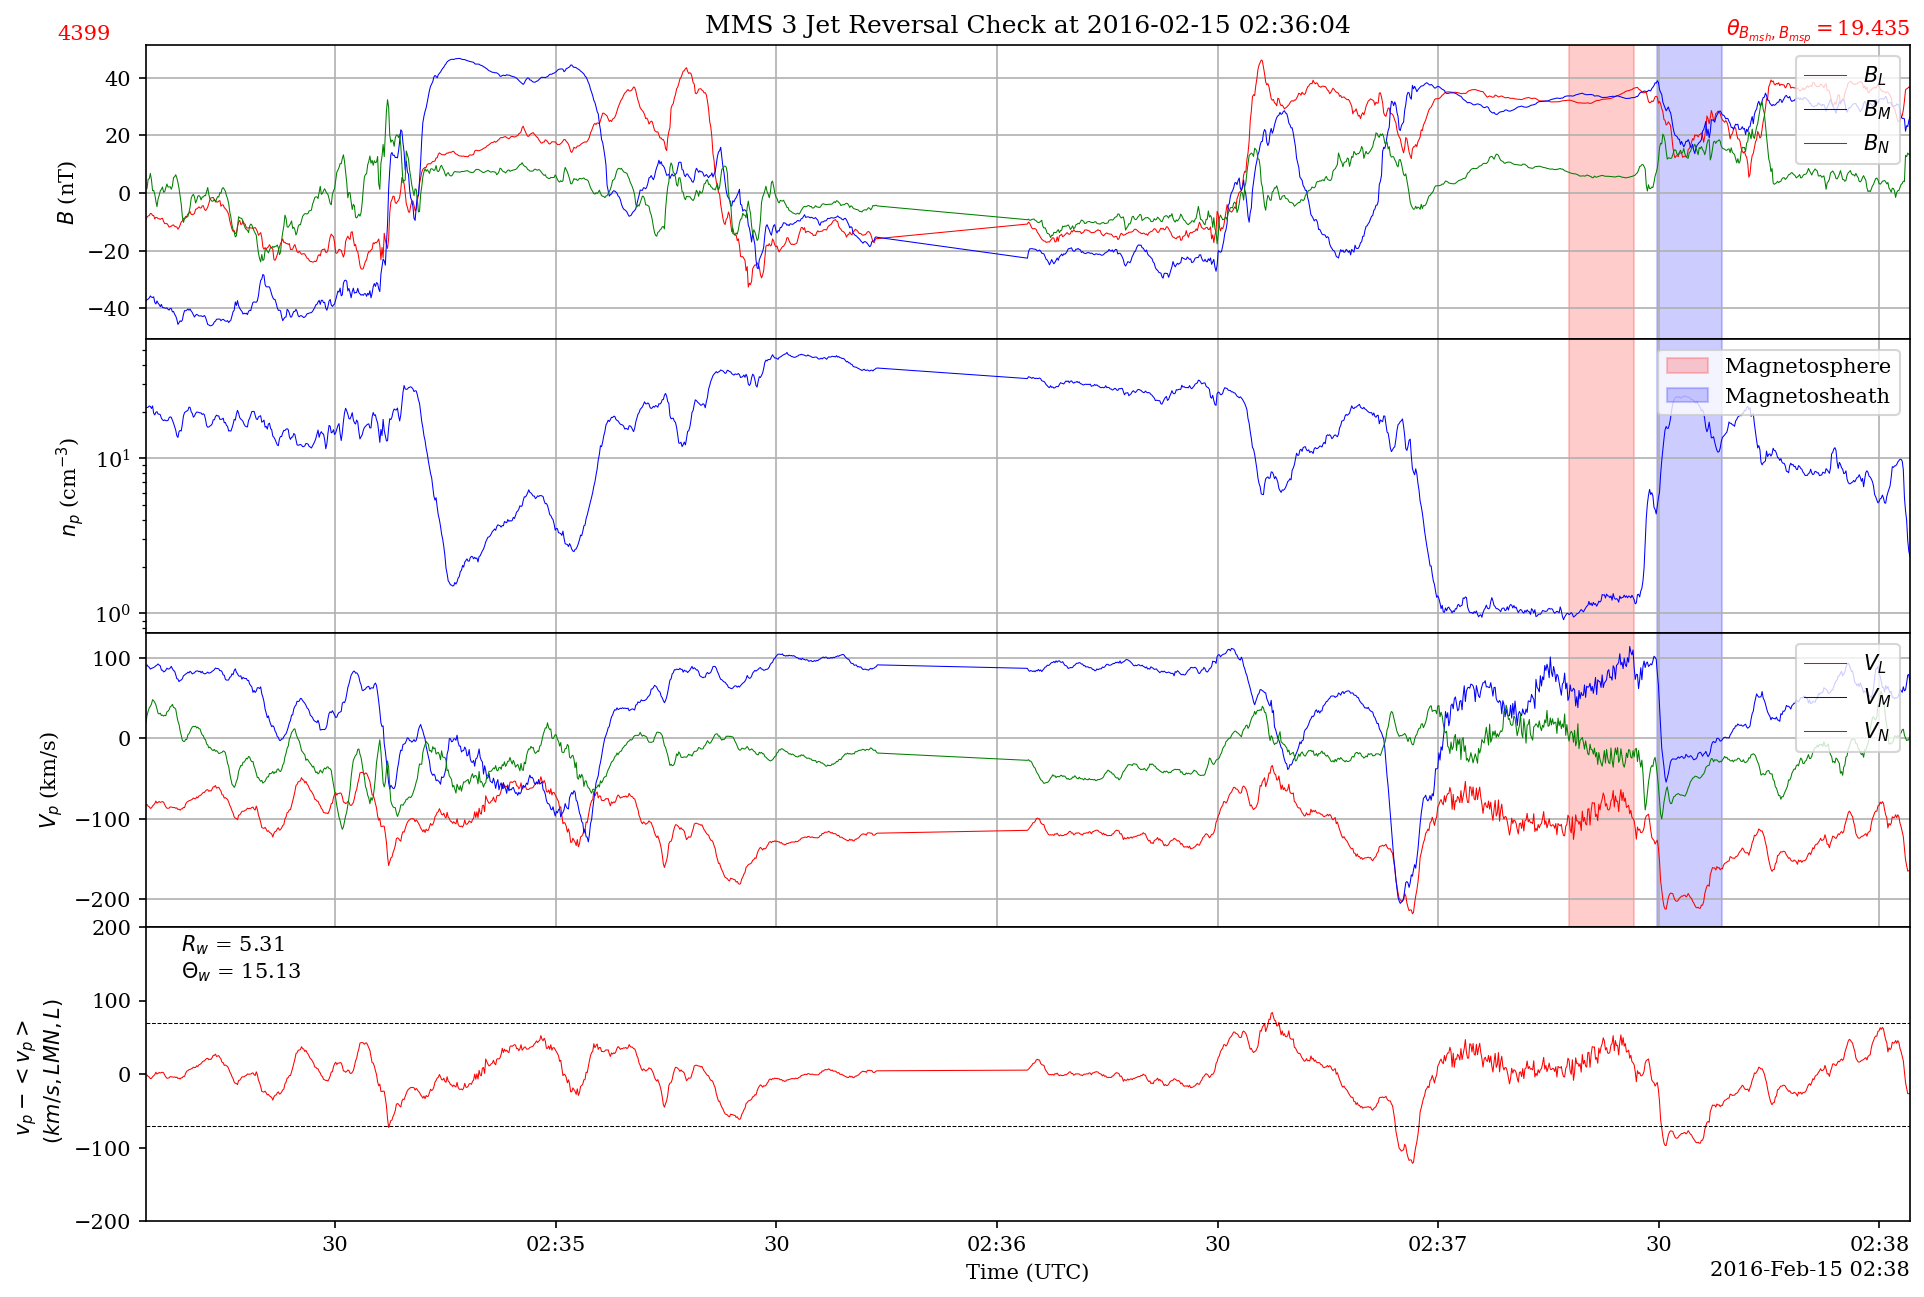 MMS 3 Jet Reversal Check at 2016-02-15 02:36:04
4399
θ_{B_{msh}, B_{msp}} = 19.435
B (nT)
40
20
0
−20
−40
B_L
B_M
B_N
n_p (cm^{−3})
10^1
10^0
Magnetosphere
Magnetosheath
V_p (km/s)
100
0
−100
−200
V_L
V_M
V_N
v_p − < v_p >
(km/s, LMN, L)
200
100
0
−100
−200
R_w = 5.31
Θ_w = 15.13
30
02:35
30
02:36
30
02:37
30
02:38
Time (UTC)
2016-Feb-15 02:38